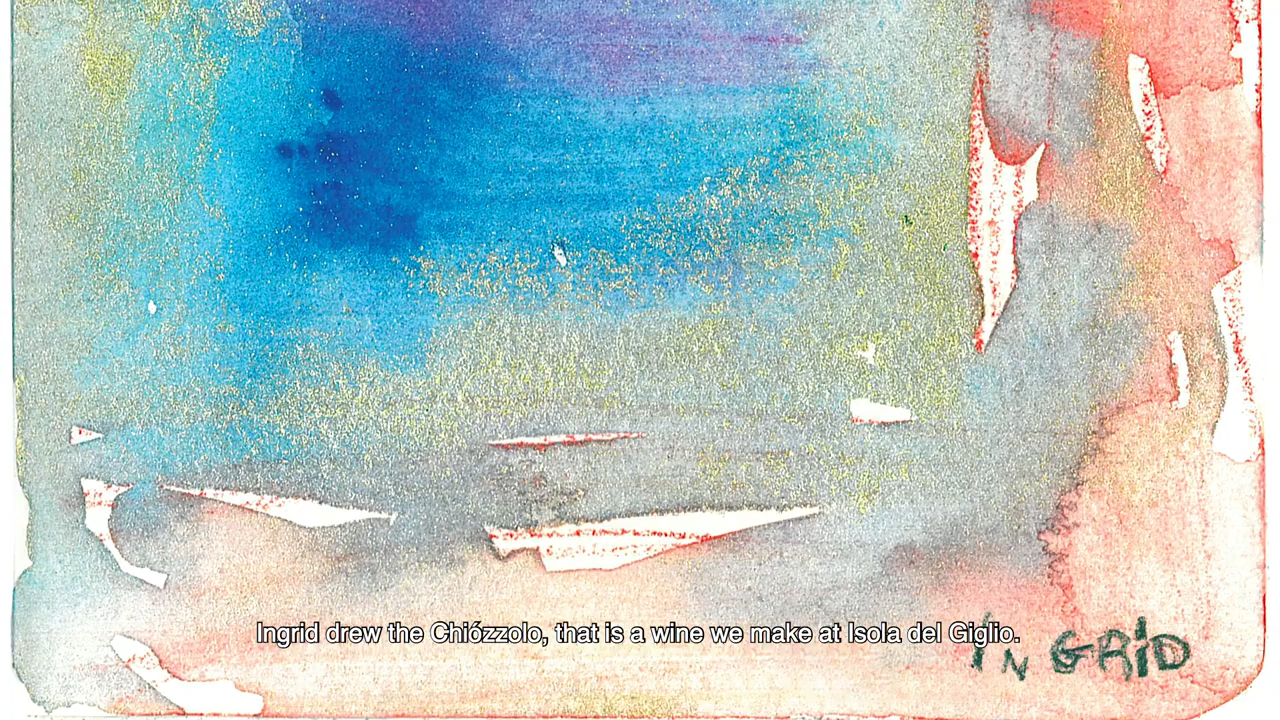 Ingrid drew the Chiózzolo, that is a wine we make at Isola del Giglio.
iNGRiD